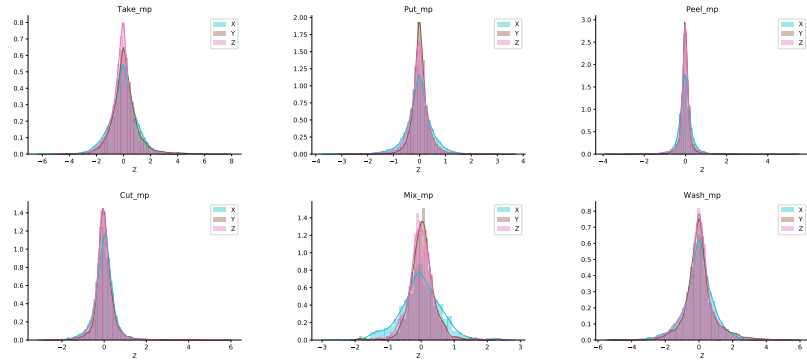 Take_mp
0.8
0.7
0.6
0.5
0.4
0.3
0.2
0.1
0.0
−6 −4 −2 0 2 4 6 8
Z
X
Y
Z
Put_mp
2.00
1.75
1.50
1.25
1.00
0.75
0.50
0.25
0.00
−4 −3 −2 −1 0 1 2 3 4
Z
X
Y
Z
Peel_mp
3.0
2.5
2.0
1.5
1.0
0.5
0.0
−4 −2 0 2 4
Z
X
Y
Z
Cut_mp
1.4
1.2
1.0
0.8
0.6
0.4
0.2
0.0
−2 0 2 4 6
Z
X
Y
Z
Mix_mp
1.4
1.2
1.0
0.8
0.6
0.4
0.2
0.0
−3 −2 −1 0 1 2 3
Z
X
Y
Z
Wash_mp
0.8
0.7
0.6
0.5
0.4
0.3
0.2
0.1
0.0
−6 −4 −2 0 2 4 6
Z
X
Y
Z